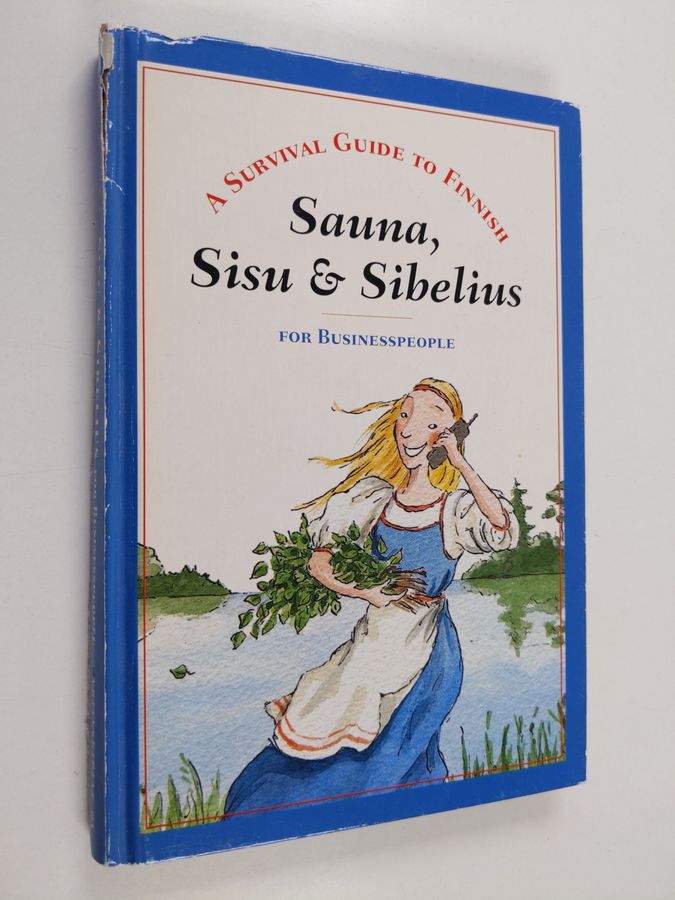 A Survival Guide to Finnish
Sauna,
Sisu & Sibelius
for Businesspeople